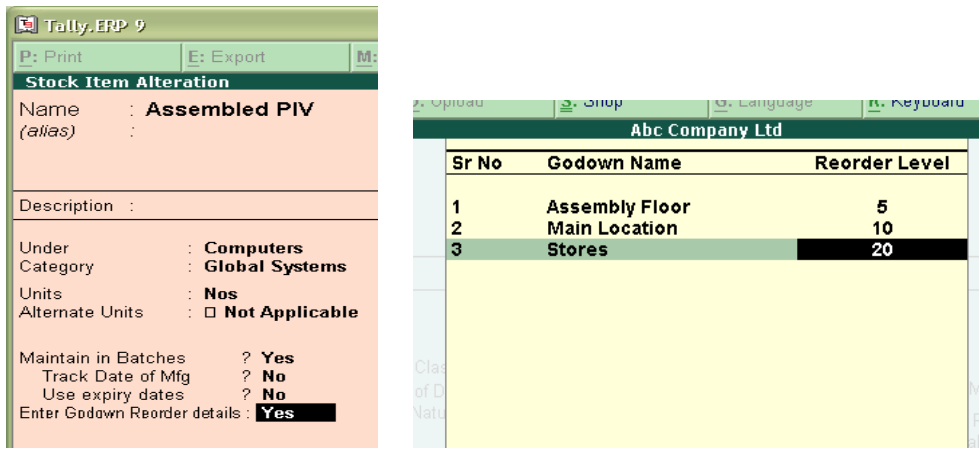 Tally.ERP 9
P: Print E: Export M:
Stock Item Alteration
Name : Assembled PIV
(alias) :
Description :
Under : Computers
Category : Global Systems
Units : Nos
Alternate Units : □ Not Applicable
Maintain in Batches ? Yes
Track Date of Mfg ? No
Use expiry dates ? No
Enter Godown Reorder details : Yes
Upload S: Shop G: Language R: Keyboard
Abc Company Ltd
Sr No Godown Name Reorder Level
1 Assembly Floor 5
2 Main Location 10
3 Stores 20
Clas
of D
Natu